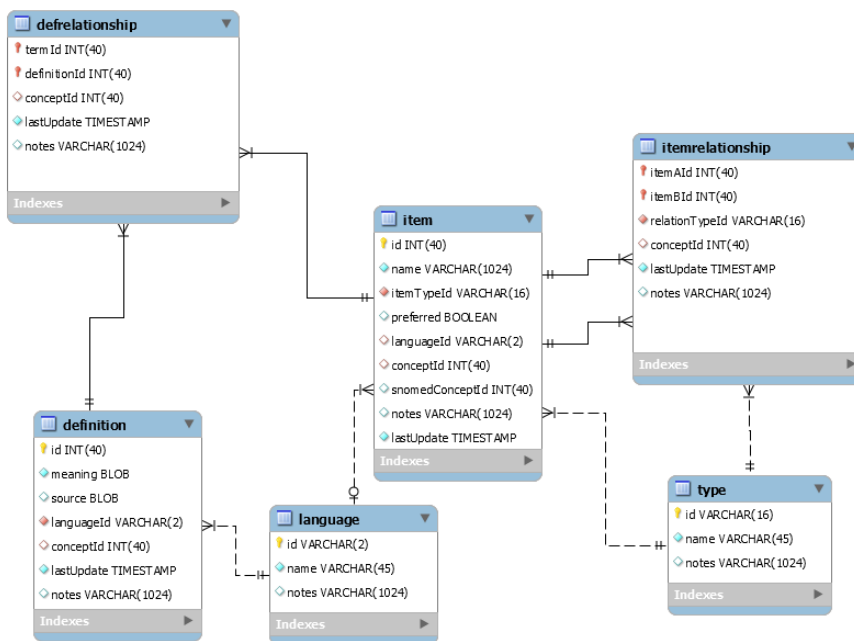 defrelationship
termId INT(40)
definitionId INT(40)
conceptId INT(40)
lastUpdate TIMESTAMP
notes VARCHAR(1024)
Indexes
itemrelationship
itemAId INT(40)
itemBId INT(40)
relationTypeId VARCHAR(16)
conceptId INT(40)
lastUpdate TIMESTAMP
notes VARCHAR(1024)
Indexes
item
id INT(40)
name VARCHAR(1024)
itemTypeId VARCHAR(16)
preferred BOOLEAN
languageId VARCHAR(2)
conceptId INT(40)
snomedConceptId INT(40)
notes VARCHAR(1024)
lastUpdate TIMESTAMP
Indexes
definition
id INT(40)
meaning BLOB
source BLOB
languageId VARCHAR(2)
conceptId INT(40)
lastUpdate TIMESTAMP
notes VARCHAR(1024)
Indexes
language
id VARCHAR(2)
name VARCHAR(45)
notes VARCHAR(1024)
Indexes
type
id VARCHAR(16)
name VARCHAR(45)
notes VARCHAR(1024)
Indexes